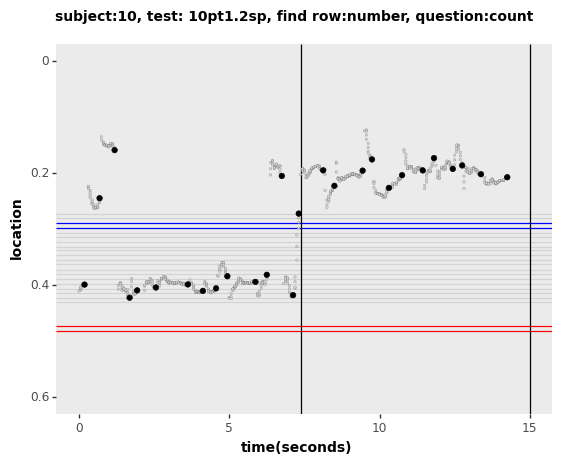 subject:10, test: 10pt1.2sp, find row:number, question:count
0
0.2
0.4
0.6
location
0
5
10
15
time(seconds)